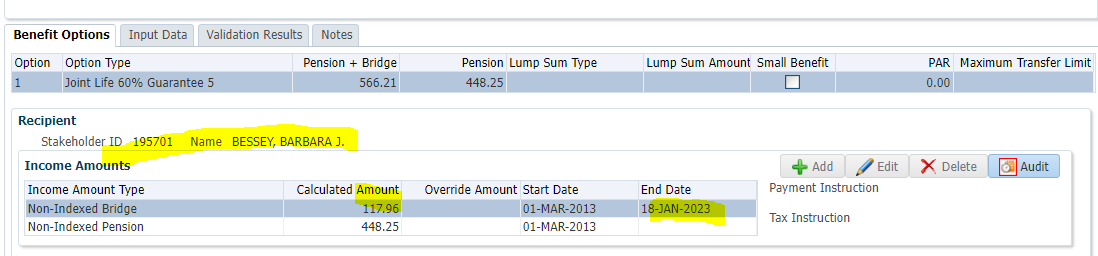 Benefit Options Input Data Validation Results Notes
Option Option Type Pension + Bridge Pension Lump Sum Type Lump Sum Amount Small Benefit PAR Maximum Transfer Limit
1 Joint Life 60% Guarantee 5 566.21 448.25 0.00
Recipient
Stakeholder ID 195701 Name BESSEY, BARBARA J.
Income Amounts Add Edit Delete Audit
Income Amount Type Calculated Amount Override Amount Start Date End Date Payment Instruction
Non-Indexed Bridge 117.96 01-MAR-2013 18-JAN-2023
Tax Instruction
Non-Indexed Pension 448.25 01-MAR-2013